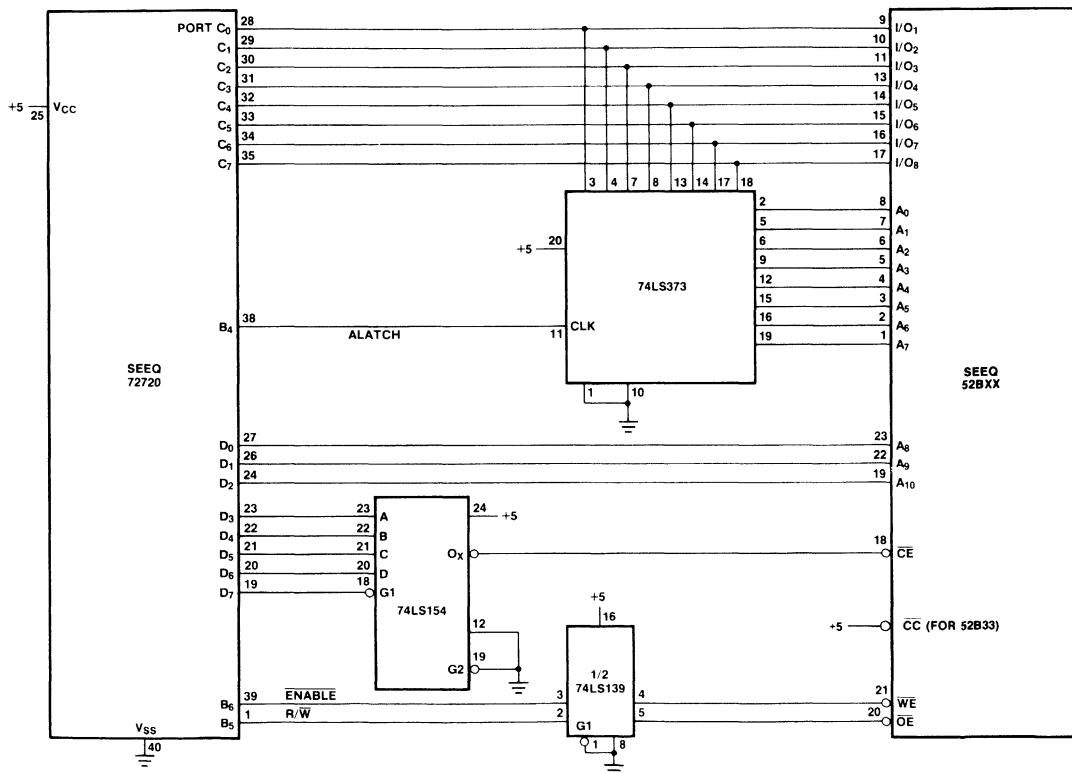 PORT C0 28 9 I/O1
C1 29 10 I/O2
C2 30 11 I/O3
C3 31 13 I/O4
C4 32 14 I/O5
C5 33 15 I/O6
C6 34 16 I/O7
C7 35 17 I/O8
+5 25 VCC
3 4 7 8 13 14 17 18
2 8 A0
5 7 A1
+5 20 6 6 A2
9 5 A3
74LS373 12 4 A4
15 3 A5
B4 38 ALATCH 11 CLK 16 2 A6
19 1 A7
SEEQ
72720
SEEQ
52BXX
1 10
D0 27 23 A8
D1 26 22 A9
D2 24 19 A10
D3 23 23 A 24 +5
D4 22 22 B
D5 21 21 C OX 18 CE
D6 20 20 D
D7 19 18 G1
74LS154
+5 16
+5 CC (FOR 52B33)
12
G2 19
1/2
74LS139
B6 39 ENABLE 3 4 21 WE
B5 1 R/W 2 5 20 OE
G1
1 8
VSS
40